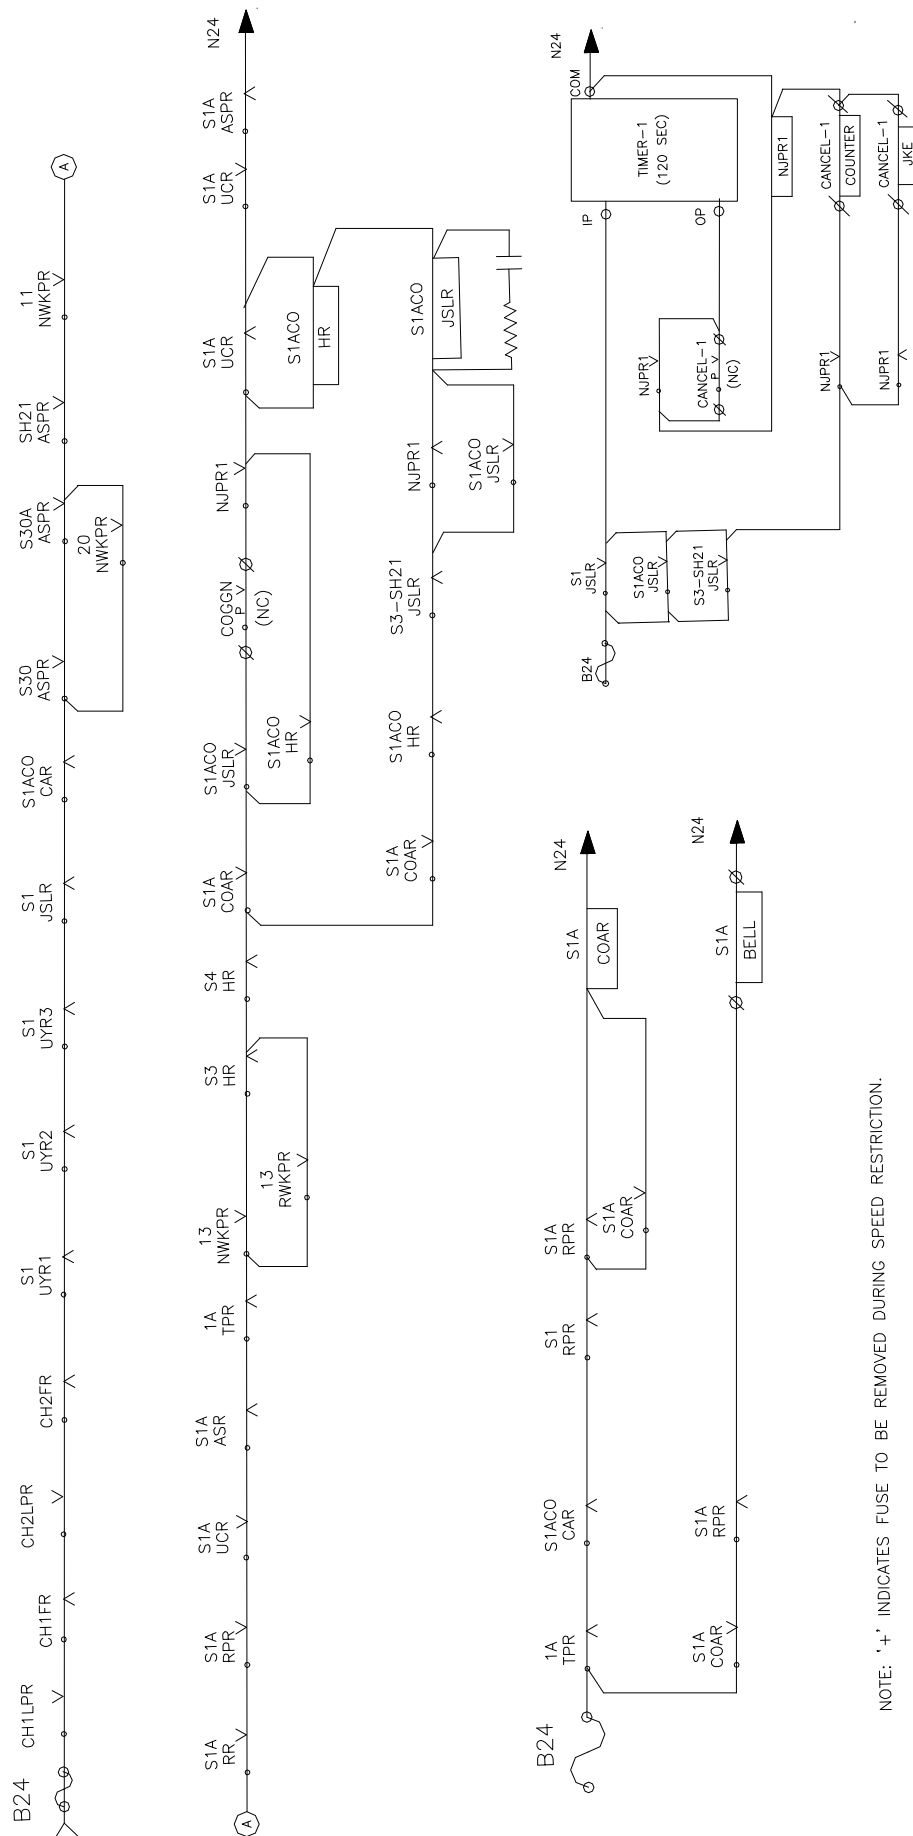 B24
CH1LPR
CH1FR
CH2LPR
CH2FR
S1
UYR1
S1
UYR2
S1
UYR3
S1
JSLR
S1ACO
CAR
S30
ASPR
S30A
ASPR
20
NWKPR
SH21
ASPR
11
NWKPR
A
A
S1A
RR
S1A
RPR
S1A
UCR
S1A
ASR
1A
TPR
13
NWKPR
13
RWKPR
S3
HR
S4
HR
S1A
COAR
S1ACO
JSLR
S1ACO
HR
COGGN
P
(NC)
NJPR1
S1A
UCR
S1ACO
HR
S1A
UCR
S1A
ASPR
N24
S1A
COAR
S1ACO
HR
S3-SH21
JSLR
NJPR1
S1ACO
JSLR
S1ACO
JSLR
B24
1A
TPR
S1ACO
CAR
S1
RPR
S1A
RPR
S1A
COAR
S1A
COAR
N24
S1A
COAR
S1A
RPR
S1A
BELL
N24
B24
S1
JSLR
S1ACO
JSLR
S3-SH21
JSLR
IP
OP
COM
TIMER-1
(120 SEC)
N24
NJPR1
CANCEL-1
P
(NC)
NJPR1
NJPR1
CANCEL-1
COUNTER
NJPR1
CANCEL-1
JKE
NOTE: '+' INDICATES FUSE TO BE REMOVED DURING SPEED RESTRICTION.